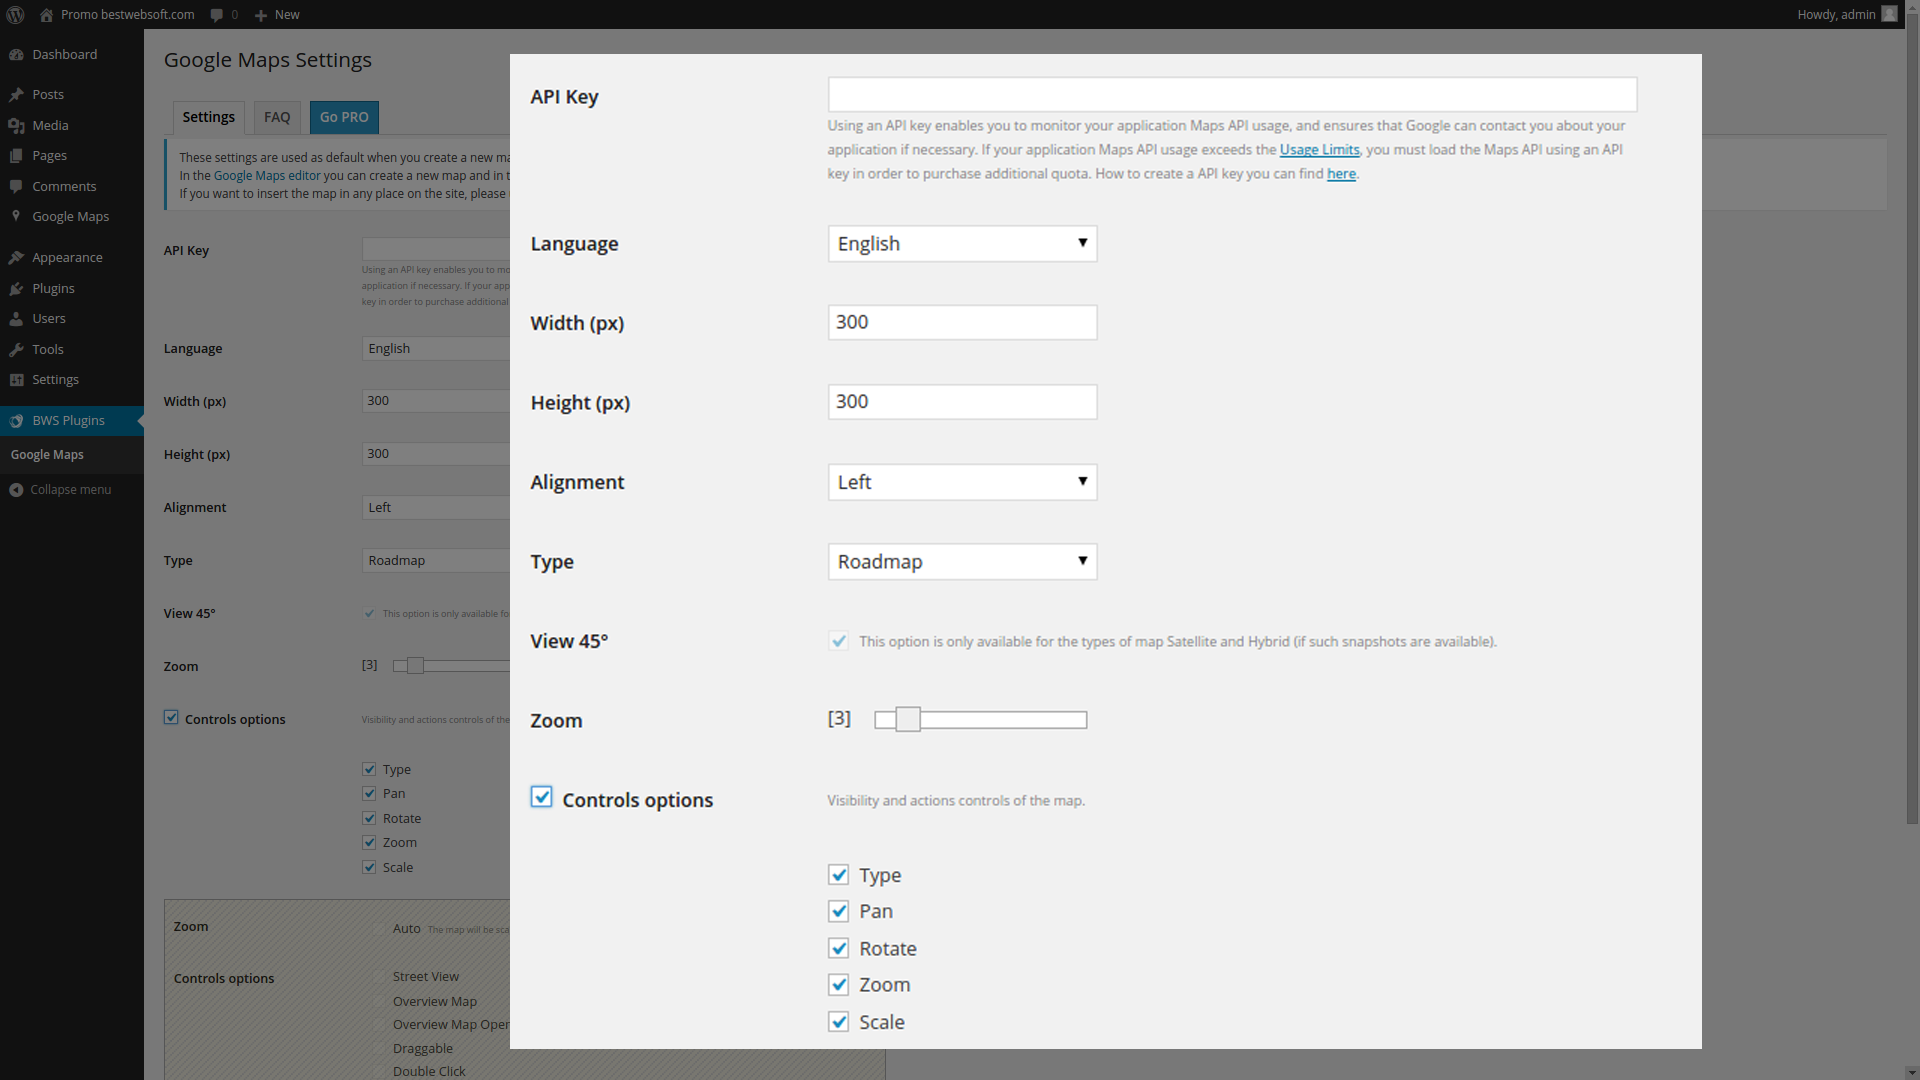 Promo bestwebsoft.com
0
New
Howdy, admin
Dashboard
Posts
Media
Pages
Comments
Google Maps
Appearance
Plugins
Users
Tools
Settings
BWS Plugins
Google Maps
Collapse menu
Google Maps Settings
Settings
FAQ
Go PRO
These settings are used as default when you create a new ma
In the Google Maps editor you can create a new map and in t
If you want to insert the map in any place on the site, please
API Key
Using an API key enables you to mo
application if necessary. If your app
key in order to purchase additional
Language
English
Width (px)
300
Height (px)
300
Alignment
Left
Type
Roadmap
View 45°
This option is only available fo
Zoom
[3]
Controls options
Visibility and actions controls of the
Type
Pan
Rotate
Zoom
Scale
Zoom
Auto The map will be sca
Controls options
Street View
Overview Map
Overview Map Oper
Draggable
Double Click
API Key
Using an API key enables you to monitor your application Maps API usage, and ensures that Google can contact you about your
application if necessary. If your application Maps API usage exceeds the Usage Limits, you must load the Maps API using an API
key in order to purchase additional quota. How to create a API key you can find here.
Language
English
Width (px)
300
Height (px)
300
Alignment
Left
Type
Roadmap
View 45°
This option is only available for the types of map Satellite and Hybrid (if such snapshots are available).
Zoom
[3]
Controls options
Visibility and actions controls of the map.
Type
Pan
Rotate
Zoom
Scale